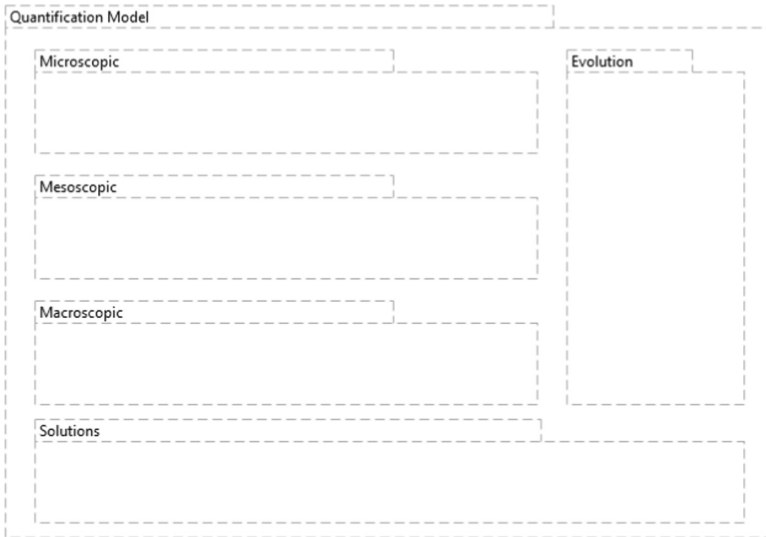 Quantification Model
Microscopic
Evolution
Mesoscopic
Macroscopic
Solutions